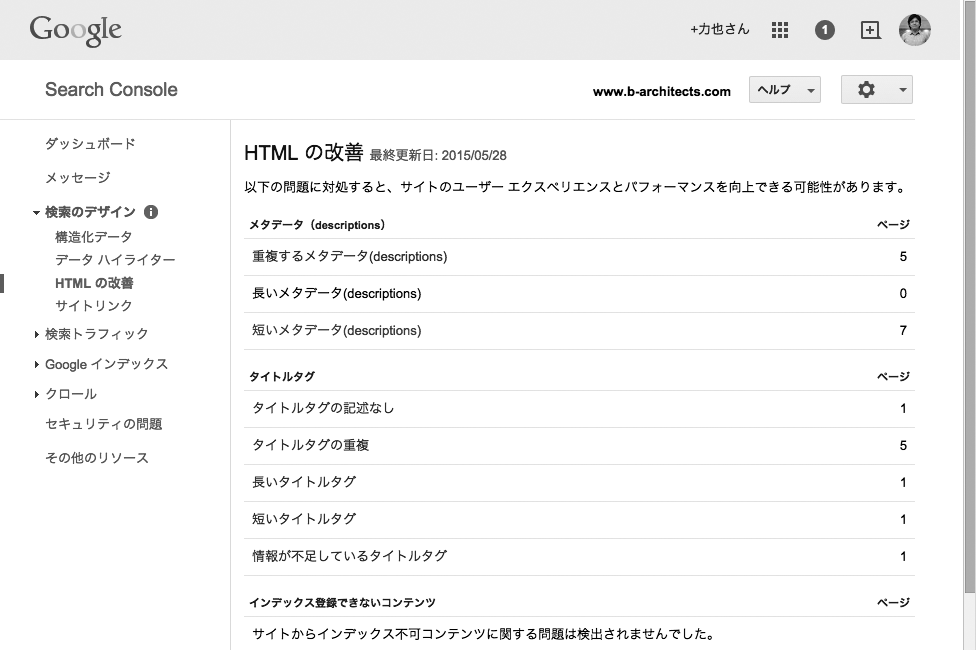 Google
+力也さん
1
Search Console
www.b-architects.com
ヘルプ
ダッシュボード
メッセージ
検索のデザイン i
構造化データ
データ ハイライター
HTML の改善
サイトリンク
検索トラフィック
Google インデックス
クロール
セキュリティの問題
その他のリソース
HTML の改善 最終更新日: 2015/05/28
以下の問題に対処すると、サイトのユーザー エクスペリエンスとパフォーマンスを向上できる可能性があります。
メタデータ（descriptions） ページ
重複するメタデータ(descriptions) 5
長いメタデータ(descriptions) 0
短いメタデータ(descriptions) 7
タイトルタグ ページ
タイトルタグの記述なし 1
タイトルタグの重複 5
長いタイトルタグ 1
短いタイトルタグ 1
情報が不足しているタイトルタグ 1
インデックス登録できないコンテンツ ページ
サイトからインデックス不可コンテンツに関する問題は検出されませんでした。